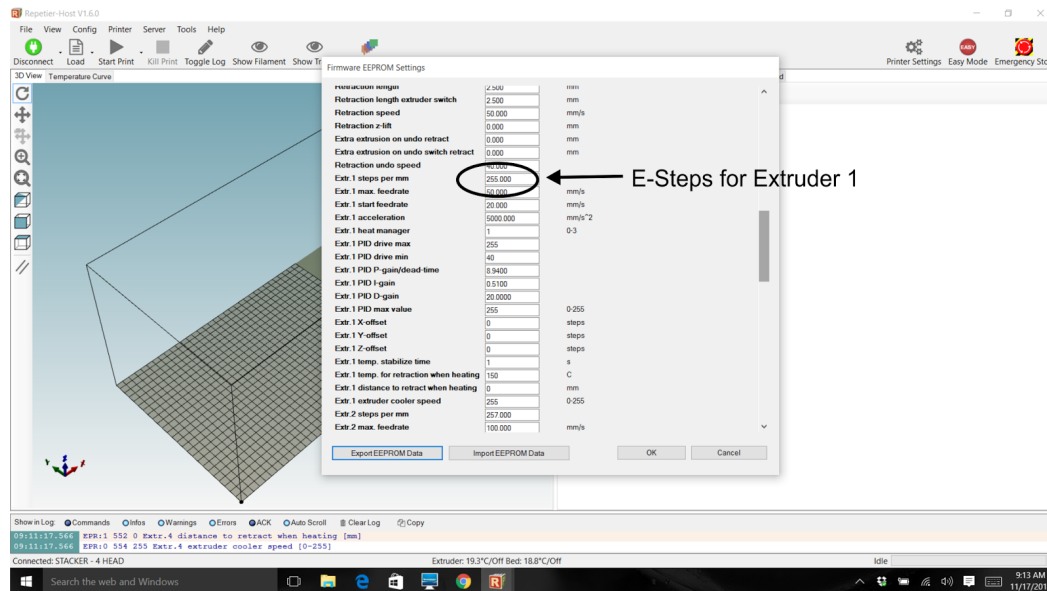 Repetier-Host V1.6.0
File View Config Printer Server Tools Help
Disconnect Load Start Print Kill Print Toggle Log Show Filament Show Tr
Printer Settings Easy Mode Emergency Sto
EASY
3D View Temperature Curve
d
Firmware EEPROM Settings
Retraction length 2.500 mm
Retraction length extruder switch 2.500 mm
Retraction speed 50.000 mm/s
Retraction z-lift 0.000 mm
Extra extrusion on undo retract 0.000 mm
Extra extrusion on undo switch retract 0.000 mm
Retraction undo speed 40.000
Extr.1 steps per mm 255.000
E-Steps for Extruder 1
Extr.1 max. feedrate 50.000 mm/s
Extr.1 start feedrate 20.000 mm/s
Extr.1 acceleration 5000.000 mm/s^2
Extr.1 heat manager 1 0-3
Extr.1 PID drive max 255
Extr.1 PID drive min 40
Extr.1 PID P-gain/dead-time 8.9400
Extr.1 PID I-gain 0.5100
Extr.1 PID D-gain 20.0000
Extr.1 PID max value 255 0-255
Extr.1 X-offset 0 steps
Extr.1 Y-offset 0 steps
Extr.1 Z-offset 0 steps
Extr.1 temp. stabilize time 1 s
Extr.1 temp. for retraction when heating 150 C
Extr.1 distance to retract when heating 0 mm
Extr.1 extruder cooler speed 255 0-255
Extr.2 steps per mm 257.000
Extr.2 max. feedrate 100.000 mm/s
Export EEPROM Data Import EEPROM Data OK Cancel
Show in Log: Commands Infos Warnings Errors ACK Auto Scroll Clear Log Copy
09:11:17.566 EPR:1 552 0 Extr.4 distance to retract when heating [mm]
09:11:17.566 EPR:0 554 255 Extr.4 extruder cooler speed [0-255]
Connected: STACKER - 4 HEAD Extruder: 19.3°C/Off Bed: 18.8°C/Off Idle
Search the web and Windows
9:13 AM
11/17/201